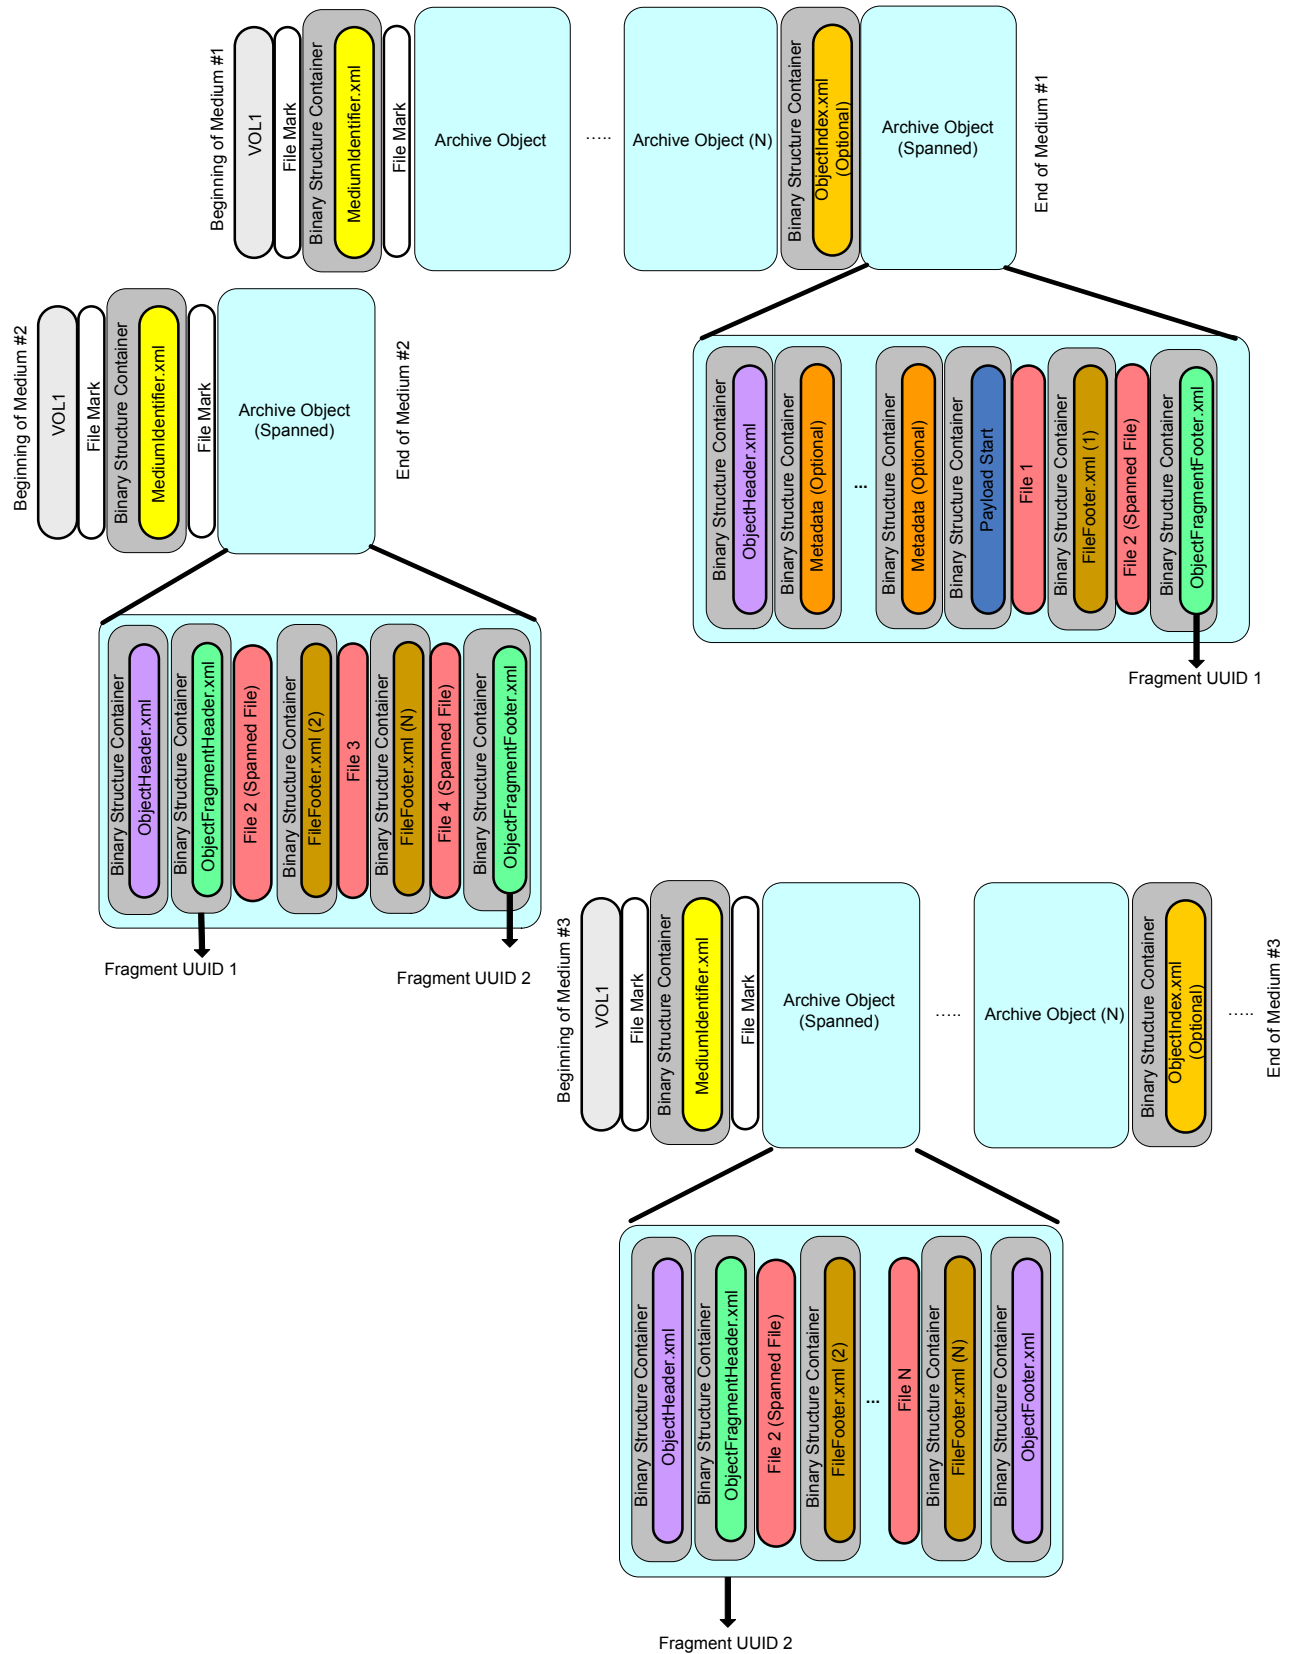 Beginning of Medium #1
VOL1
File Mark
Binary Structure Container
MediumIdentifier.xml
File Mark
Archive Object
.....
Archive Object (N)
Binary Structure Container
ObjectIndex.xml
(Optional)
Archive Object
(Spanned)
End of Medium #1
Binary Structure Container
ObjectHeader.xml
Binary Structure Container
Metadata (Optional)
...
Binary Structure Container
Metadata (Optional)
Binary Structure Container
Payload Start
File 1
Binary Structure Container
FileFooter.xml (1)
File 2 (Spanned File)
Binary Structure Container
ObjectFragmentFooter.xml
Fragment UUID 1
Beginning of Medium #2
VOL1
File Mark
Binary Structure Container
MediumIdentifier.xml
File Mark
Archive Object
(Spanned)
End of Medium #2
Binary Structure Container
ObjectHeader.xml
Binary Structure Container
ObjectFragmentHeader.xml
File 2 (Spanned File)
Binary Structure Container
FileFooter.xml (2)
File 3
Binary Structure Container
FileFooter.xml (N)
File 4 (Spanned File)
Binary Structure Container
ObjectFragmentFooter.xml
Fragment UUID 1
Fragment UUID 2
Beginning of Medium #3
VOL1
File Mark
Binary Structure Container
MediumIdentifier.xml
File Mark
Archive Object
(Spanned)
.....
Archive Object (N)
Binary Structure Container
ObjectIndex.xml
(Optional)
.....
End of Medium #3
Binary Structure Container
ObjectHeader.xml
Binary Structure Container
ObjectFragmentHeader.xml
File 2 (Spanned File)
Binary Structure Container
FileFooter.xml (2)
...
File N
Binary Structure Container
FileFooter.xml (N)
Binary Structure Container
ObjectFooter.xml
Fragment UUID 2